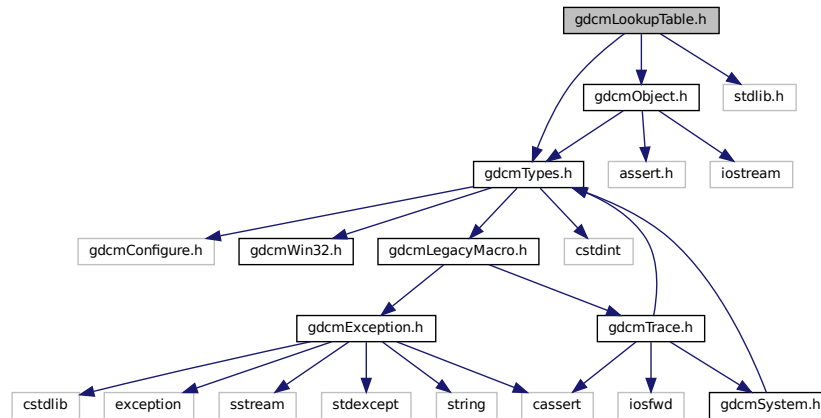 gdcmLookupTable.h
gdcmObject.h
stdlib.h
gdcmTypes.h
assert.h
iostream
gdcmConfigure.h
gdcmWin32.h
gdcmLegacyMacro.h
cstdint
gdcmException.h
gdcmTrace.h
cstdlib
exception
sstream
stdexcept
string
cassert
iosfwd
gdcmSystem.h